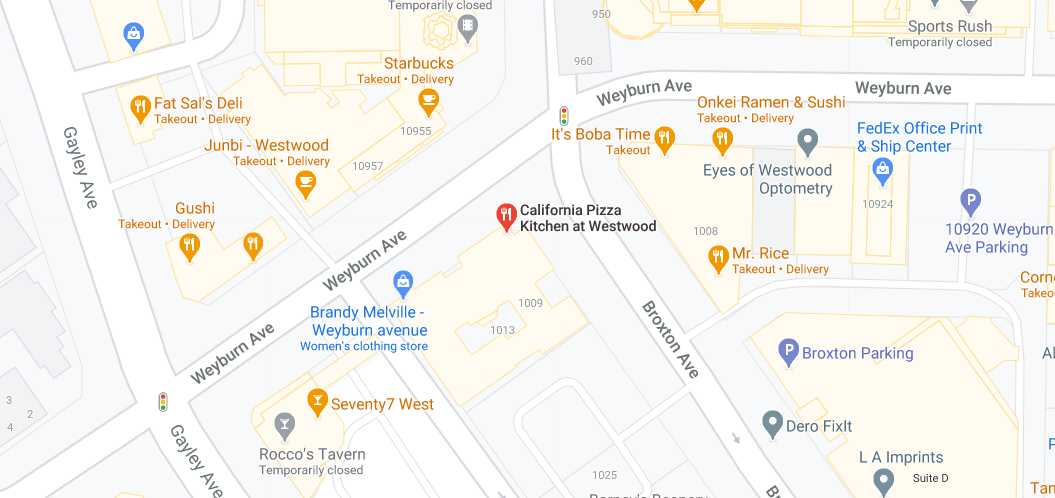 Temporarily closed
950
Sports Rush
Temporarily closed
960
Starbucks
Takeout • Delivery
Weyburn Ave
Weyburn Ave
Fat Sal's Deli
Takeout • Delivery
Onkei Ramen & Sushi
Takeout • Delivery
10955
It's Boba Time
Takeout
FedEx Office Print
& Ship Center
Gayley Ave
Junbi - Westwood
Takeout • Delivery
10957
Eyes of Westwood
Optometry
10924
Gushi
Takeout • Delivery
California Pizza
Kitchen at Westwood
1008
10920 Weyburn
Ave Parking
Weyburn Ave
Mr. Rice
Takeout • Delivery
Corne
Takeo
Brandy Melville -
Weyburn avenue
Women's clothing store
1009
1013
Broxton Ave
Weyburn Ave
Broxton Parking
Al
3
2
4
Seventy7 West
Dero FixIt
Rocco's Tavern
Temporarily closed
Gayley Ave
1025
L A Imprints
Suite D
P
Tam